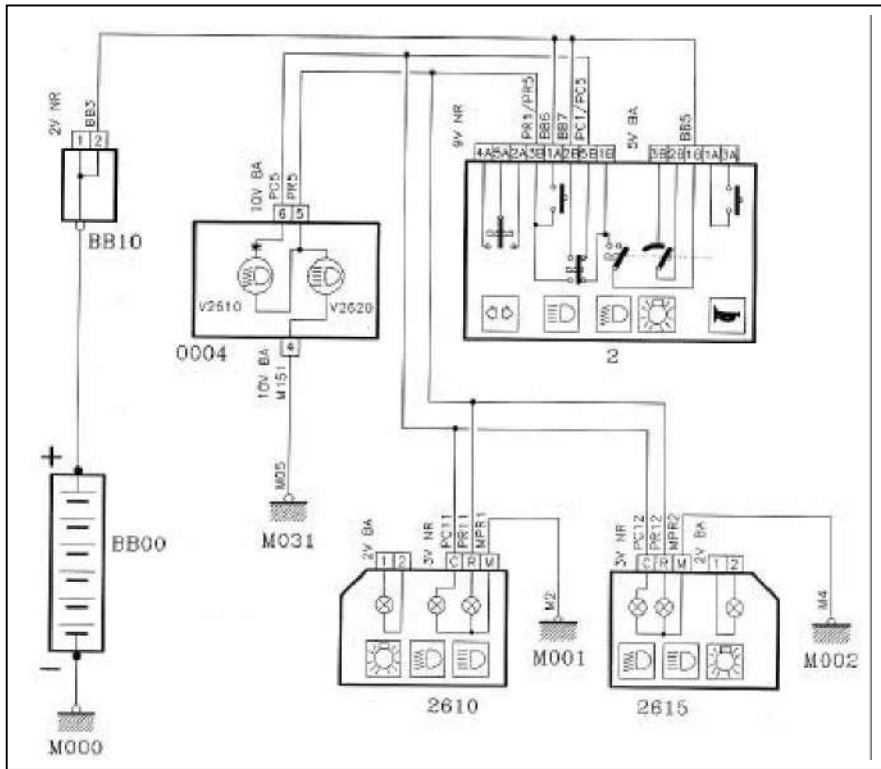 2V NR
BB3
1 2
BB10
10V BA
PC5
PR5
6 5
V2610
V2620
0004
4
10V BA
M151
M05
M031
9V NR
PR1/PR5
BB6
BB7
PC1/PC5
5V BA
BB5
4A 5A 2A 3B 1A 2B 5B 1B
3B 2B 1B 1A 3A
2
+
BB00
−
M000
2V BA
3V NR
PC11
PR11
MPR1
1 2
C R M
M2
M001
2610
3V NR
PC12
PR12
MPR2
2V BA
C R M
1 2
M4
M002
2615